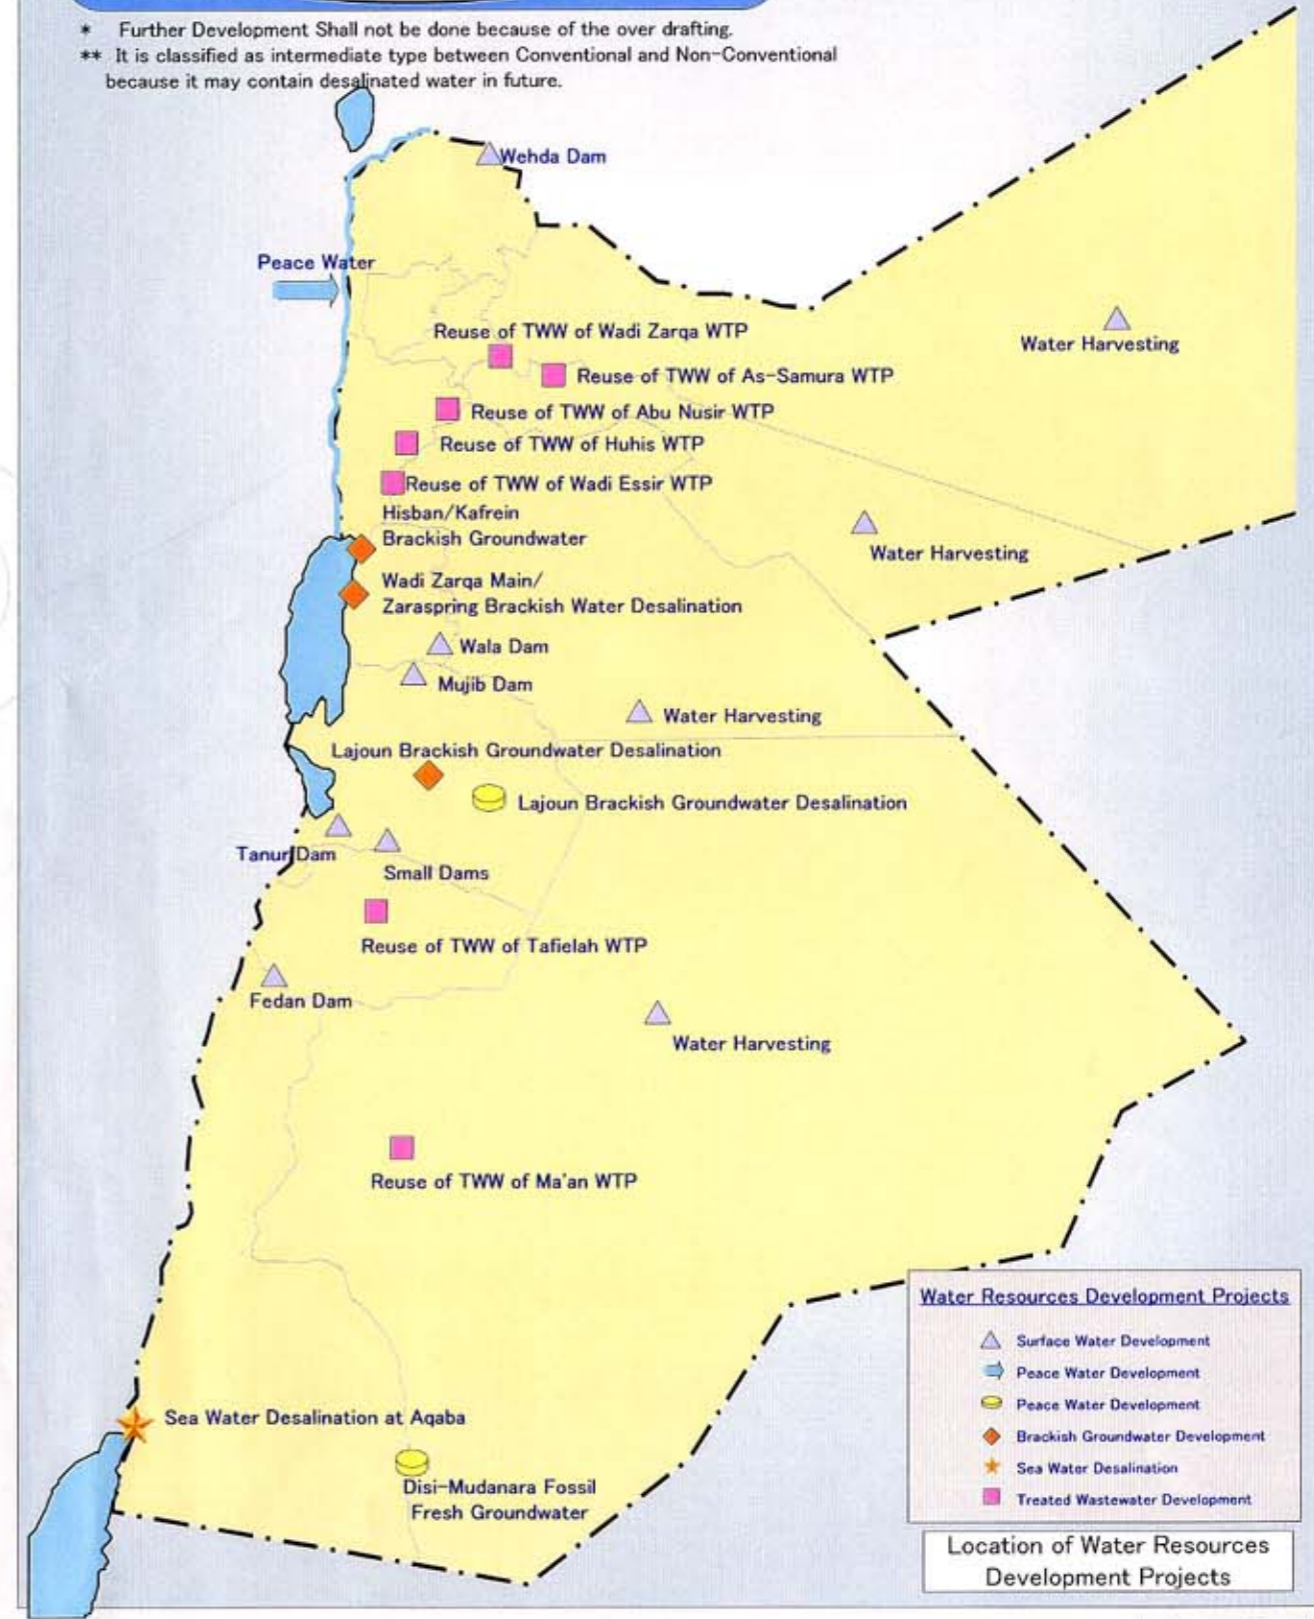 * Further Development Shall not be done because of the over drafting.
** It is classified as intermediate type between Conventional and Non-Conventional
because it may contain desalinated water in future.
Wehda Dam
Peace Water
Reuse of TWW of Wadi Zarqa WTP
Water Harvesting
Reuse of TWW of As-Samura WTP
Reuse of TWW of Abu Nusir WTP
Reuse of TWW of Huhis WTP
Reuse of TWW of Wadi Essir WTP
Hisban/Kafrein
Brackish Groundwater
Water Harvesting
Wadi Zarqa Main/
Zaraspring Brackish Water Desalination
Wala Dam
Mujib Dam
Water Harvesting
Lajoun Brackish Groundwater Desalination
Lajoun Brackish Groundwater Desalination
Tanur Dam
Small Dams
Reuse of TWW of Tafielah WTP
Fedan Dam
Water Harvesting
Reuse of TWW of Ma'an WTP
Sea Water Desalination at Aqaba
Disi-Mudanara Fossil
Fresh Groundwater
Water Resources Development Projects
Surface Water Development
Peace Water Development
Peace Water Development
Brackish Groundwater Development
Sea Water Desalination
Treated Wastewater Development
Location of Water Resources
Development Projects